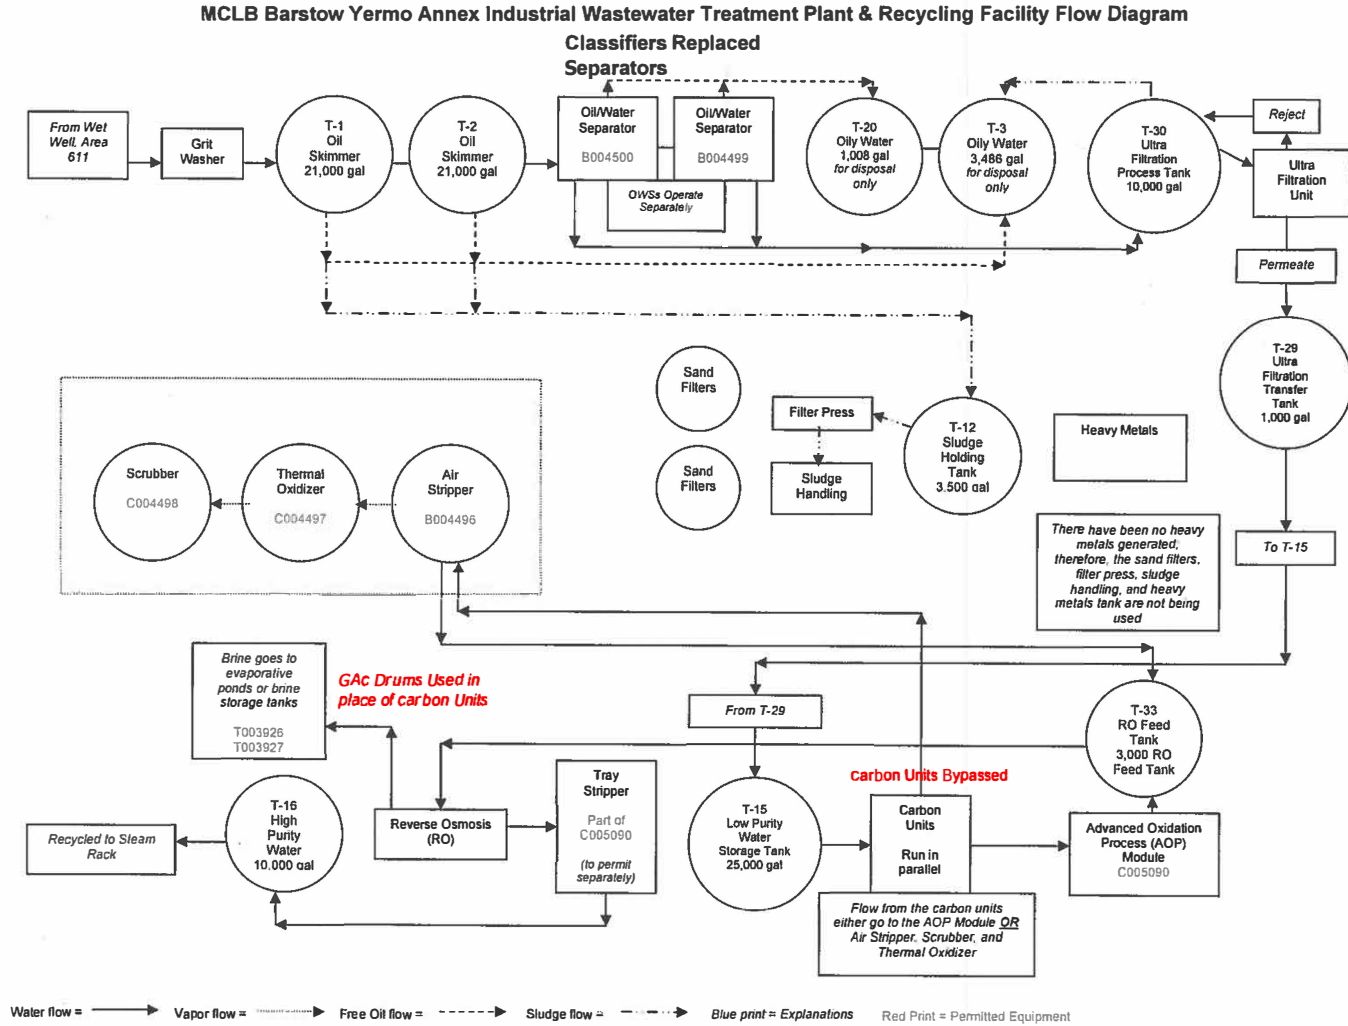 MCLB Barstow Yermo Annex Industrial Wastewater Treatment Plant & Recycling Facility Flow Diagram
Classifiers Replaced
Separators
From Wet
Well, Area
611
Grit
Washer
T-1
Oil
Skimmer
21,000 gal
T-2
Oil
Skimmer
21,000 gal
Oil/Water
Separator
B004500
Oil/Water
Separator
B004499
OWSs Operate
Separately
T-20
Oily Water
1,008 gal
for disposal
only
T-3
Oily Water
3,486 gal
for disposal
only
T-30
Ultra
Filtration
Process Tank
10,000 gal
Reject
Ultra
Filtration
Unit
Permeate
T-29
Ultra
Filtration
Transfer
Tank
1,000 gal
Sand
Filters
Sand
Filters
Filter Press
Sludge
Handling
T-12
Sludge
Holding
Tank
3,500 gal
Heavy Metals
There have been no heavy
metals generated,
therefore, the sand filters,
filter press, sludge
handling, and heavy
metals tank are not being
used
To T-15
Scrubber
C004498
Thermal
Oxidizer
C004497
Air
Stripper
B004496
Brine goes to
evaporative
ponds or brine
storage tanks
T003926
T003927
GAc Drums Used in
place of carbon Units
From T-29
T-33
RO Feed
Tank
3,000 RO
Feed Tank
carbon Units Bypassed
Tray
Stripper
Part of
C005090
(to permit
separately)
T-16
High
Purity
Water
10,000 gal
Recycled to Steam
Rack
Reverse Osmosis
(RO)
T-15
Low Purity
Water
Storage Tank
25,000 gal
Carbon
Units
Run in
parallel
Advanced Oxidation
Process (AOP)
Module
C005090
Flow from the carbon units
either go to the AOP Module OR
Air Stripper, Scrubber, and
Thermal Oxidizer
Water flow = Vapor flow = Free Oil flow = Sludge flow = Blue print = Explanations Red Print = Permitted Equipment